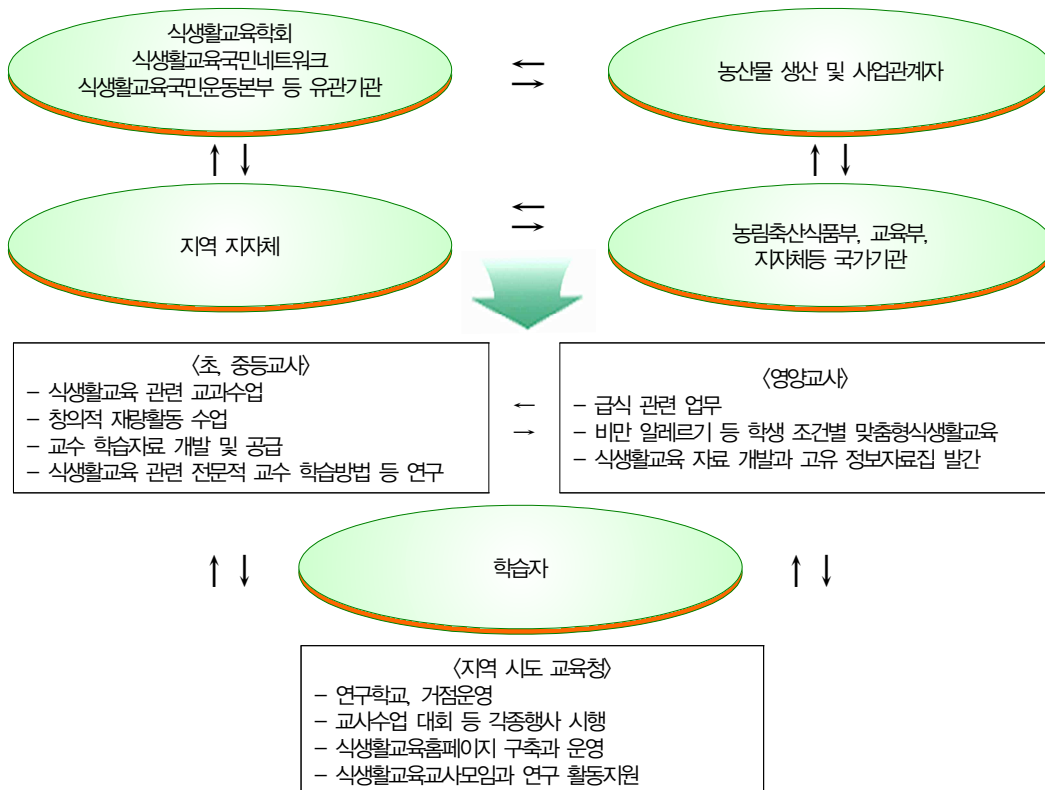 식생활교육학회
식생활교육국민네트워크
식생활교육국민운동본부 등 유관기관
농산물 생산 및 사업관계자
지역 지자체
농림축산식품부, 교육부,
지자체등 국가기관
〈초, 중등교사〉
- 식생활교육 관련 교과수업
- 창의적 재량활동 수업
- 교수 학습자료 개발 및 공급
- 식생활교육 관련 전문적 교수 학습방법 등 연구
〈영양교사〉
- 급식 관련 업무
- 비만 알레르기 등 학생 조건별 맞춤형식생활교육
- 식생활교육 자료 개발과 고유 정보자료집 발간
학습자
〈지역 시도 교육청〉
- 연구학교, 거점운영
- 교사수업 대회 등 각종행사 시행
- 식생활교육홈페이지 구축과 운영
- 식생활교육교사모임과 연구 활동지원